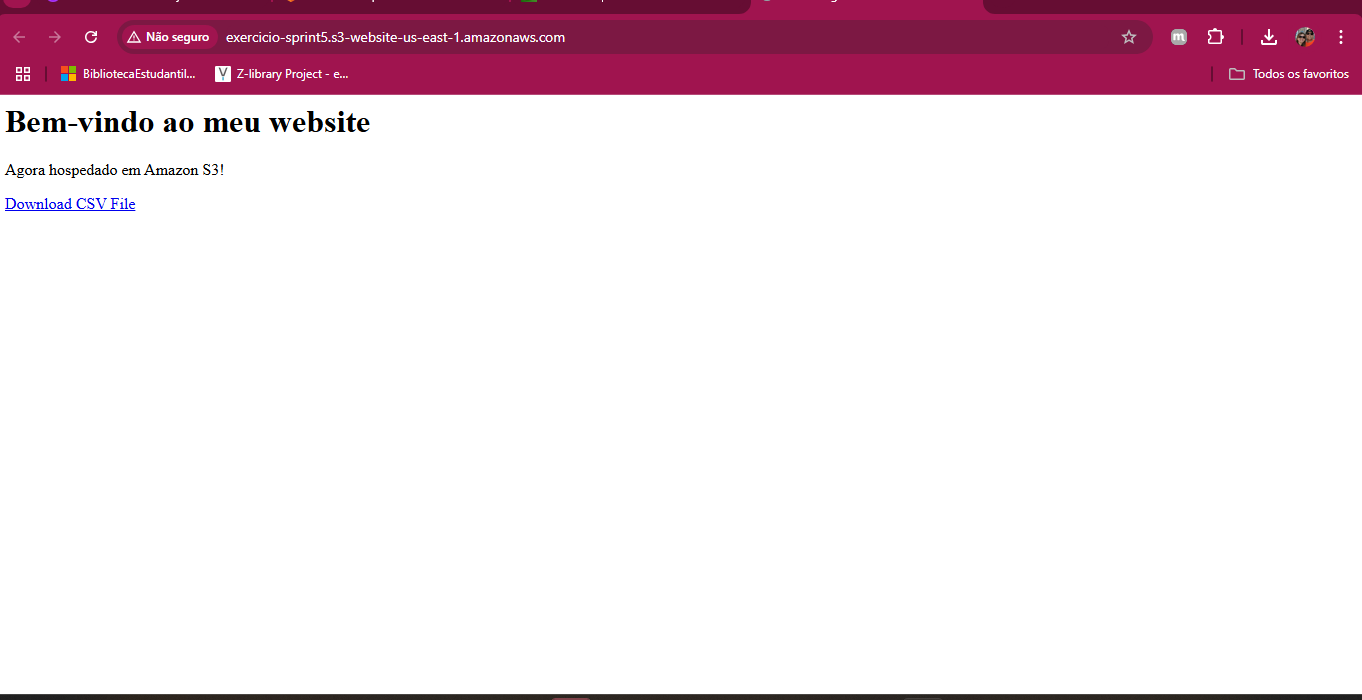 Não seguro
exercicio-sprint5.s3-website-us-east-1.amazonaws.com
m
BibliotecaEstudantil...
Z-library Project - e...
Todos os favoritos
Bem-vindo ao meu website
Agora hospedado em Amazon S3!
Download CSV File